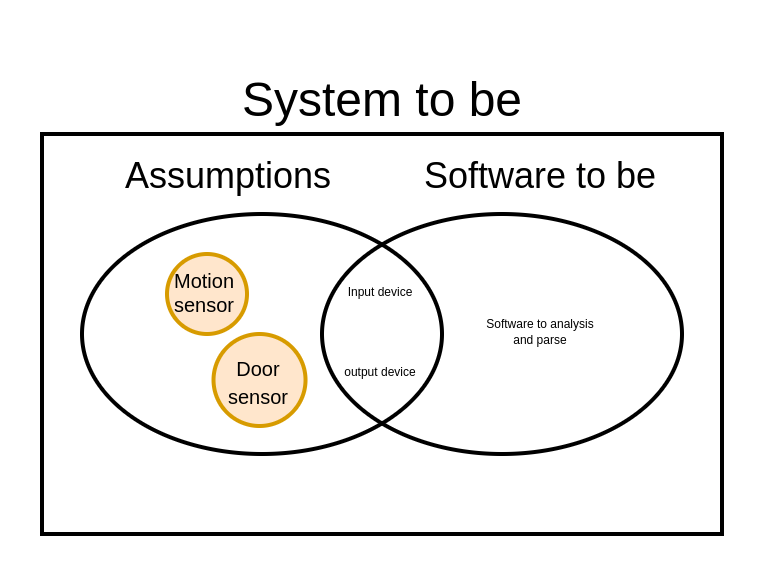 System to be
Assumptions
Software to be
Motion
sensor
Door
sensor
Input device
output device
Software to analysis
and parse